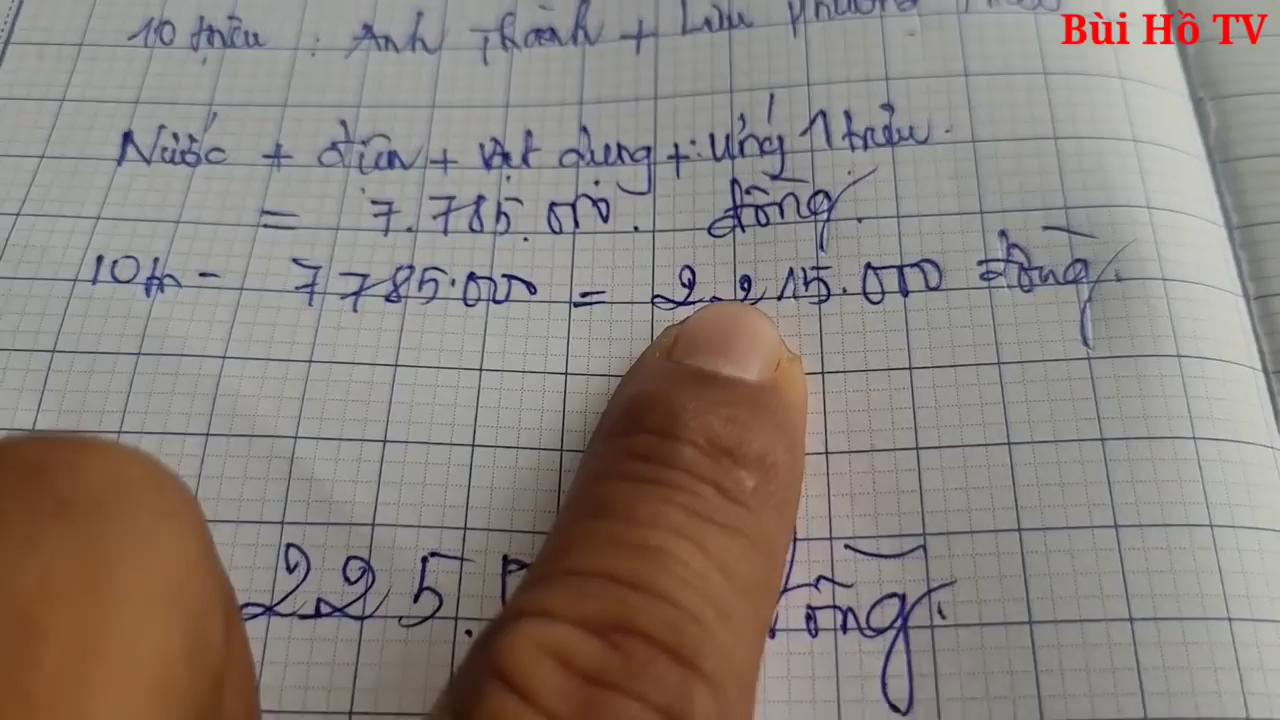 Bùi Hồ TV
10 triệu : Anh Thành + Lưu Phương
Nước + điện + vật dụng + : ứng 1 triệu.
= 7.785.000. đồng.
10tr - 7785.000 = 2.215.000 đồng.
225. đồng.